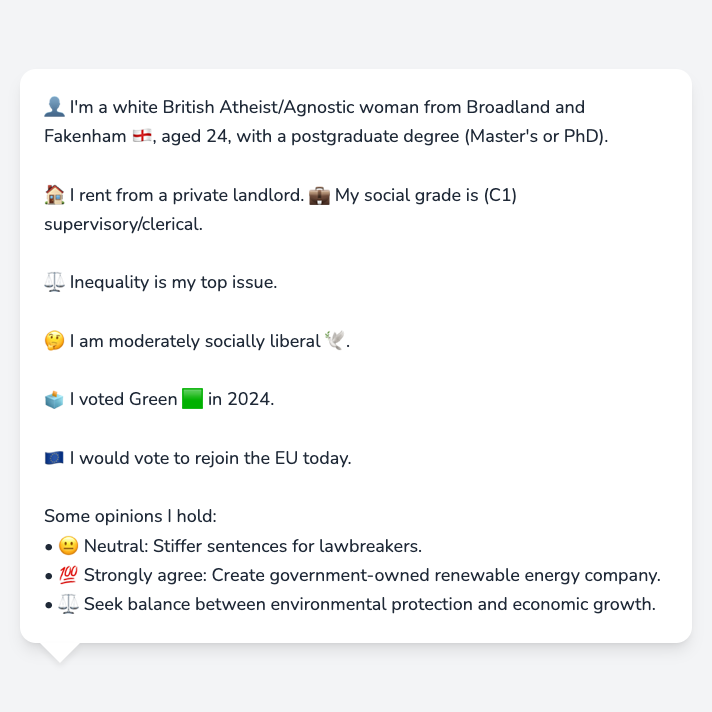 👤 I'm a white British Atheist/Agnostic woman from Broadland and
Fakenham 🏴󠁧󠁢󠁥󠁮󠁧󠁿, aged 24, with a postgraduate degree (Master's or PhD).
🏠 I rent from a private landlord. 💼 My social grade is (C1)
supervisory/clerical.
⚖️ Inequality is my top issue.
🤔 I am moderately socially liberal 🕊️.
🗳️ I voted Green 🟩 in 2024.
🇪🇺 I would vote to rejoin the EU today.
Some opinions I hold:
• 😐 Neutral: Stiffer sentences for lawbreakers.
• 💯 Strongly agree: Create government-owned renewable energy company.
• ⚖️ Seek balance between environmental protection and economic growth.